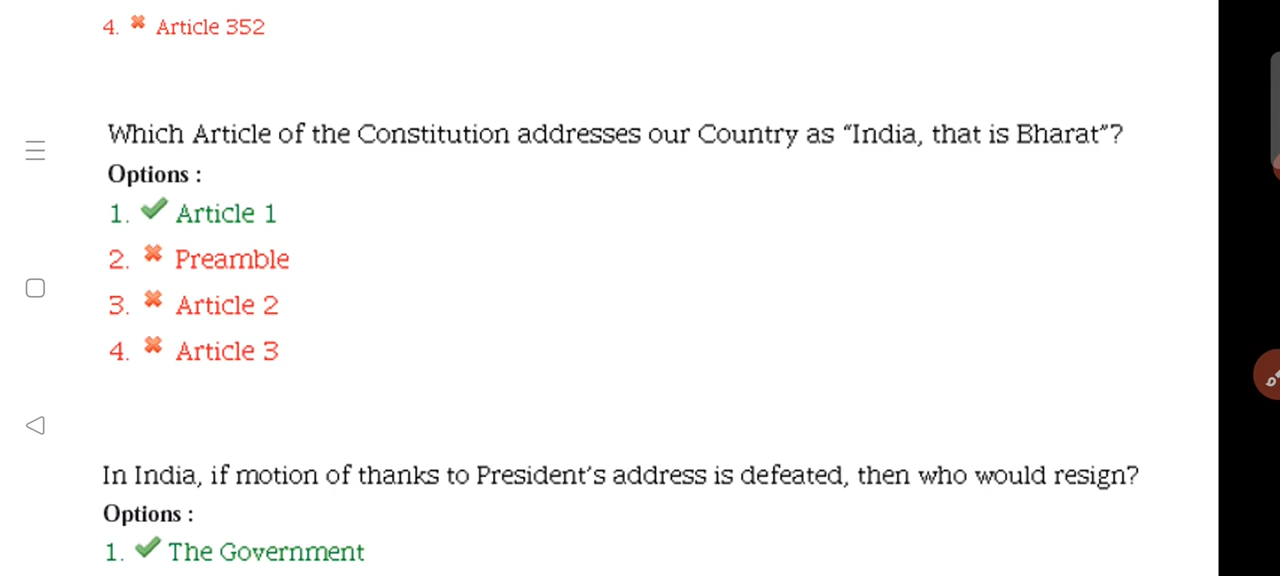 4. Article 352
Which Article of the Constitution addresses our Country as “India, that is Bharat”?
Options :
1. Article 1
2. Preamble
3. Article 2
4. Article 3
In India, if motion of thanks to President’s address is defeated, then who would resign?
Options :
1. The Government